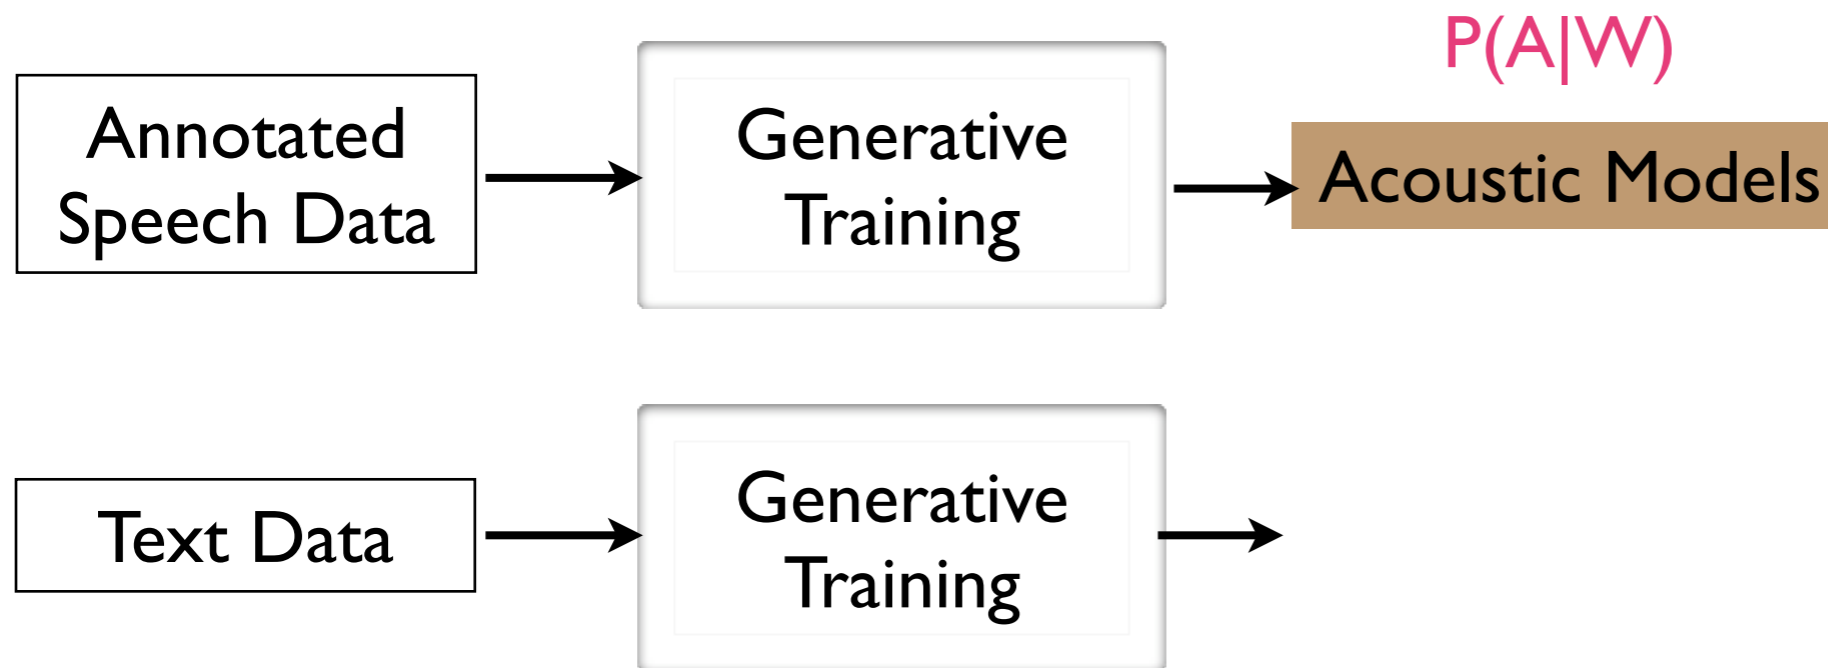 P(A|W)
Annotated
Speech Data
Generative
Training
Acoustic Models
Text Data
Generative
Training